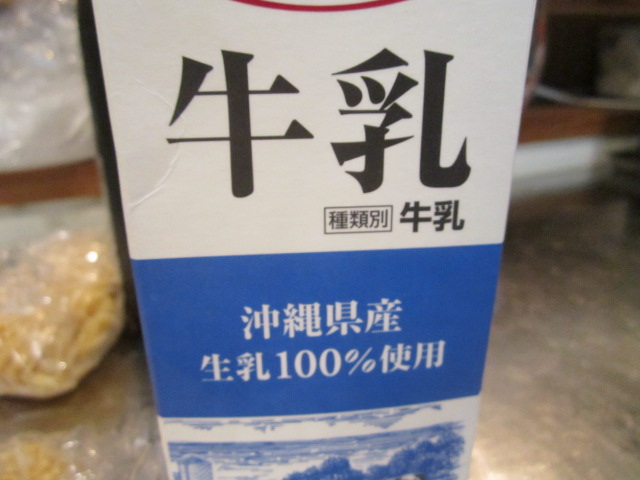 牛乳
種類別 牛乳
沖縄県産
生乳100%使用